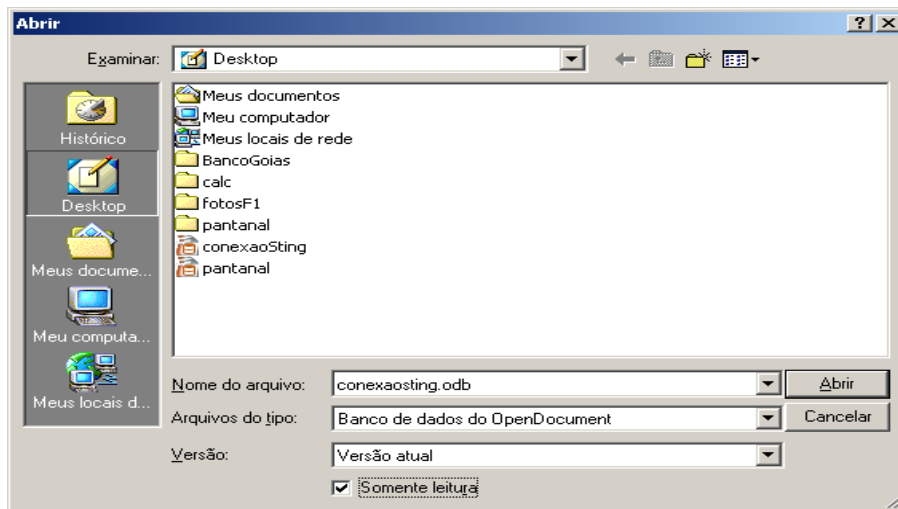 Abrir
Examinar: Desktop
Histórico
Desktop
Meus docume...
Meu computa...
Meus locais d...
Meus documentos
Meu computador
Meus locais de rede
BancoGoias
calc
fotosF1
pantanal
conexaoSting
pantanal
Nome do arquivo: conexaosting.odb Abrir
Arquivos do tipo: Banco de dados do OpenDocument Cancelar
Versão: Versão atual
Somente leitura